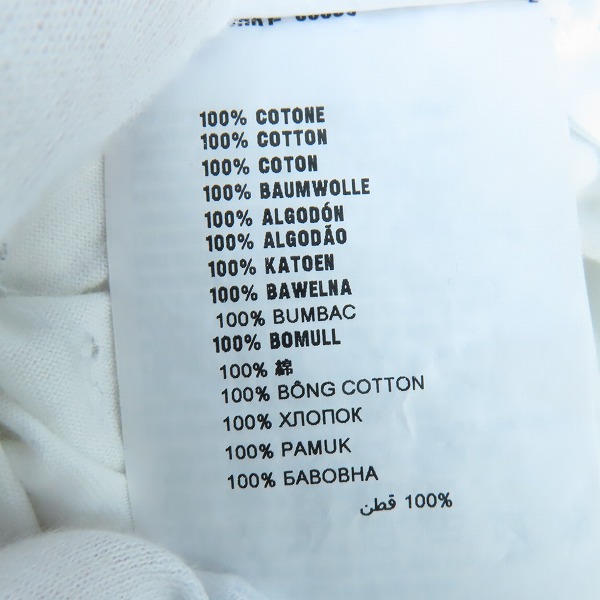 100% COTONE
100% COTTON
100% COTON
100% BAUMWOLLE
100% ALGODÓN
100% ALGODÃO
100% KATOEN
100% BAWELNA
100% BUMBAC
100% BOMULL
100% 綿
100% BÔNG COTTON
100% ХЛОПОК
100% PAMUK
100% БАВОВНА
100% قطن